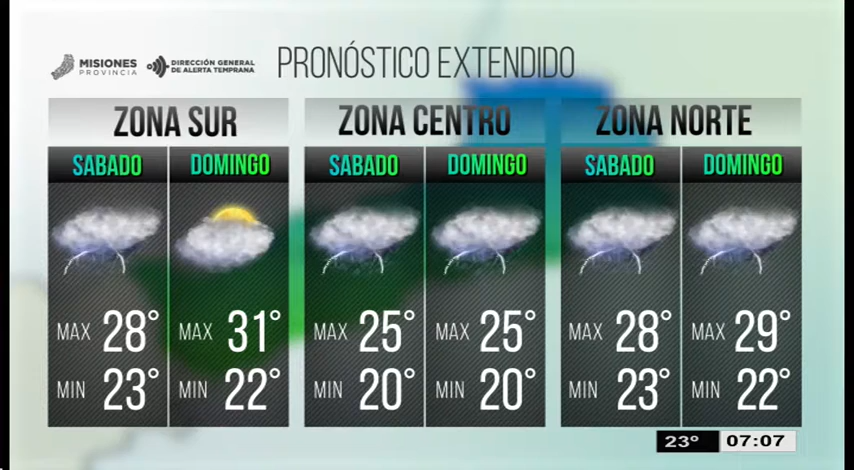 MISIONES
PROVINCIA
DIRECCIÓN GENERAL
DE ALERTA TEMPRANA
PRONÓSTICO EXTENDIDO
ZONA SUR
SABADO
DOMINGO
MAX 28°
MIN 23°
MAX 31°
MIN 22°
ZONA CENTRO
SABADO
DOMINGO
MAX 25°
MIN 20°
MAX 25°
MIN 20°
ZONA NORTE
SABADO
DOMINGO
MAX 28°
MIN 23°
MAX 29°
MIN 22°
23° 07:07